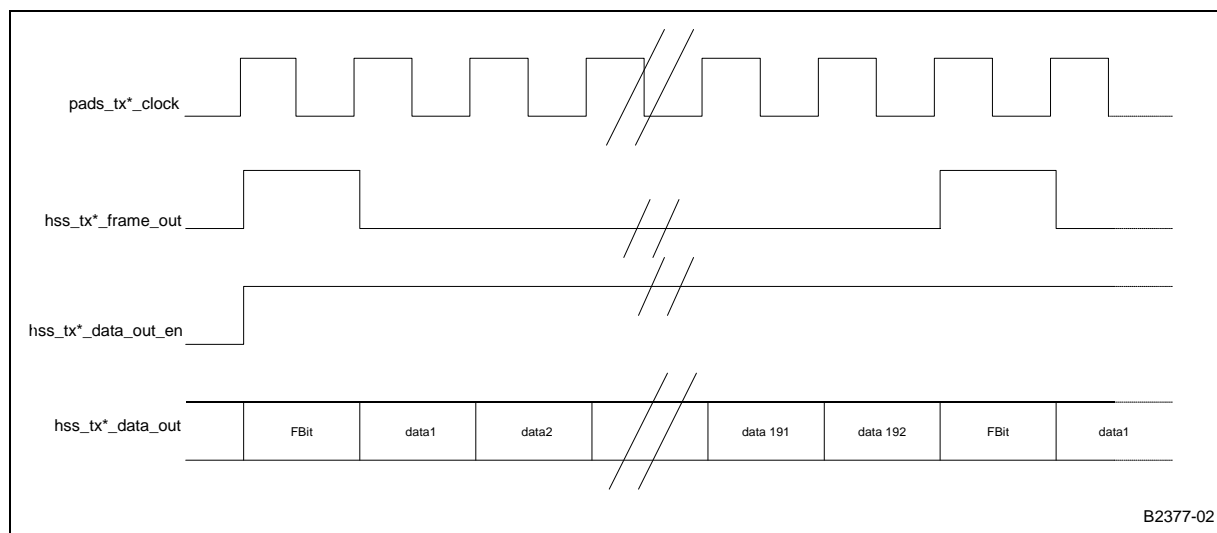 pads_tx*_clock
hss_tx*_frame_out
hss_tx*_data_out_en
hss_tx*_data_out
FBit data1 data2 data 191 data 192 FBit data1
B2377-02